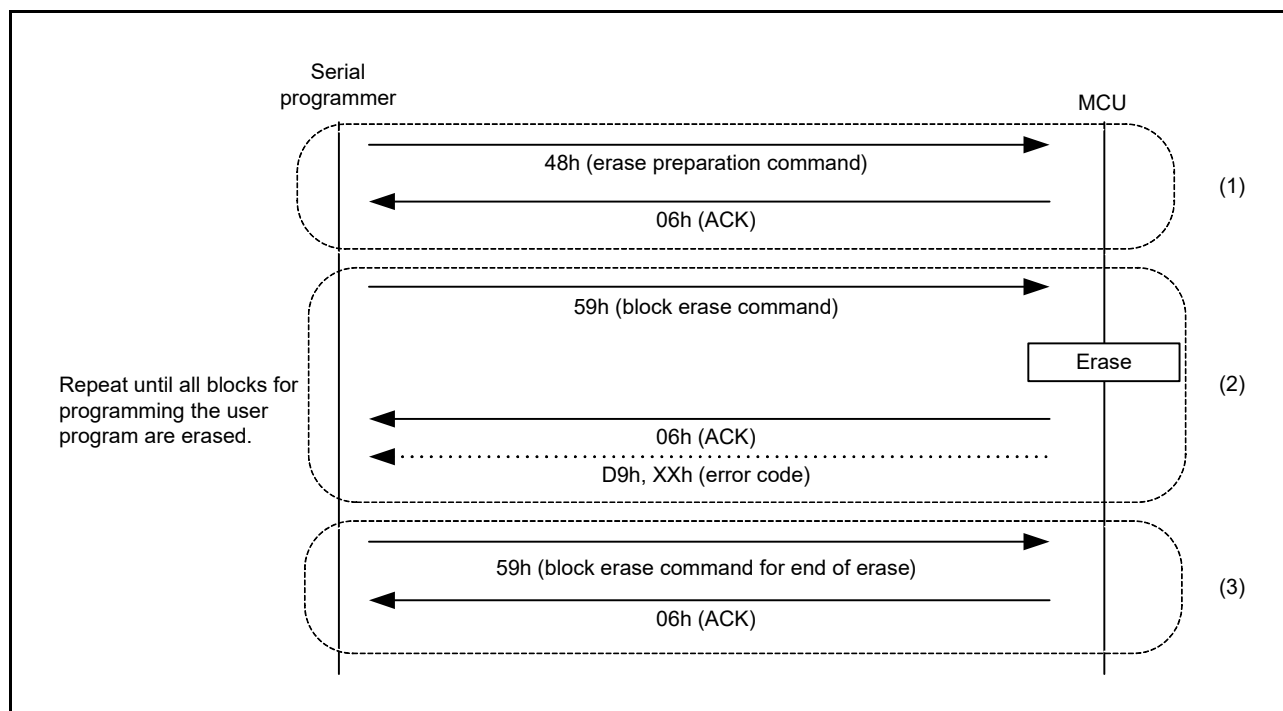 Serial
programmer
MCU
48h (erase preparation command)
06h (ACK)
(1)
59h (block erase command)
Erase
Repeat until all blocks for
programming the user
program are erased.
(2)
06h (ACK)
D9h, XXh (error code)
59h (block erase command for end of erase)
(3)
06h (ACK)